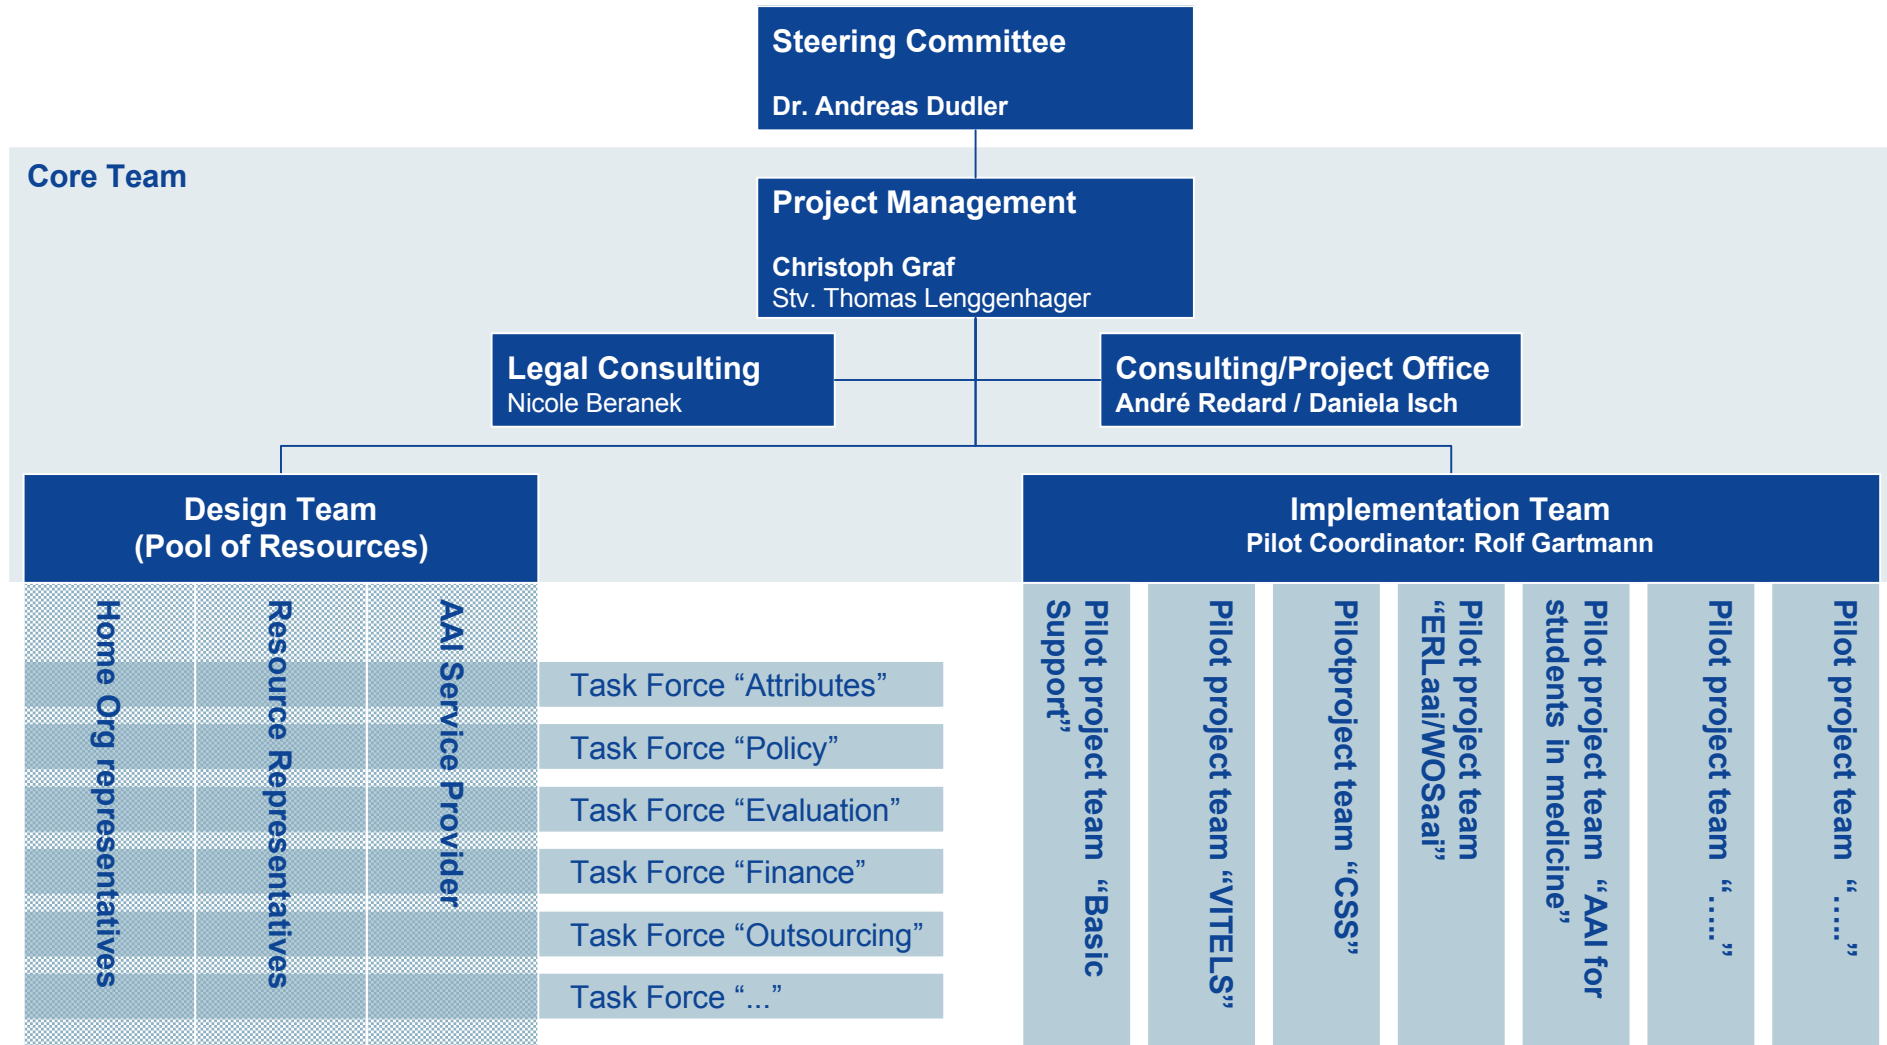 Steering Committee
Dr. Andreas Dudler
Core Team
Project Management
Christoph Graf
Stv. Thomas Lenggenhager
Legal Consulting
Nicole Beranek
Consulting/Project Office
André Redard / Daniela Isch
Design Team
(Pool of Resources)
Implementation Team
Pilot Coordinator: Rolf Gartmann
Home Org representatives
Resource Representatives
AAI Service Provider
Task Force “Attributes”
Task Force “Policy”
Task Force “Evaluation”
Task Force “Finance”
Task Force “Outsourcing”
Task Force “...”
Pilot project team “Basic
Support”
Pilot project team “VITELS”
Pilotproject team “CSS”
Pilot project team
“ERLaai/WOSaai”
Pilot project team “AAI for
students in medicine”
Pilot project team “.....”
Pilot project team “.....”